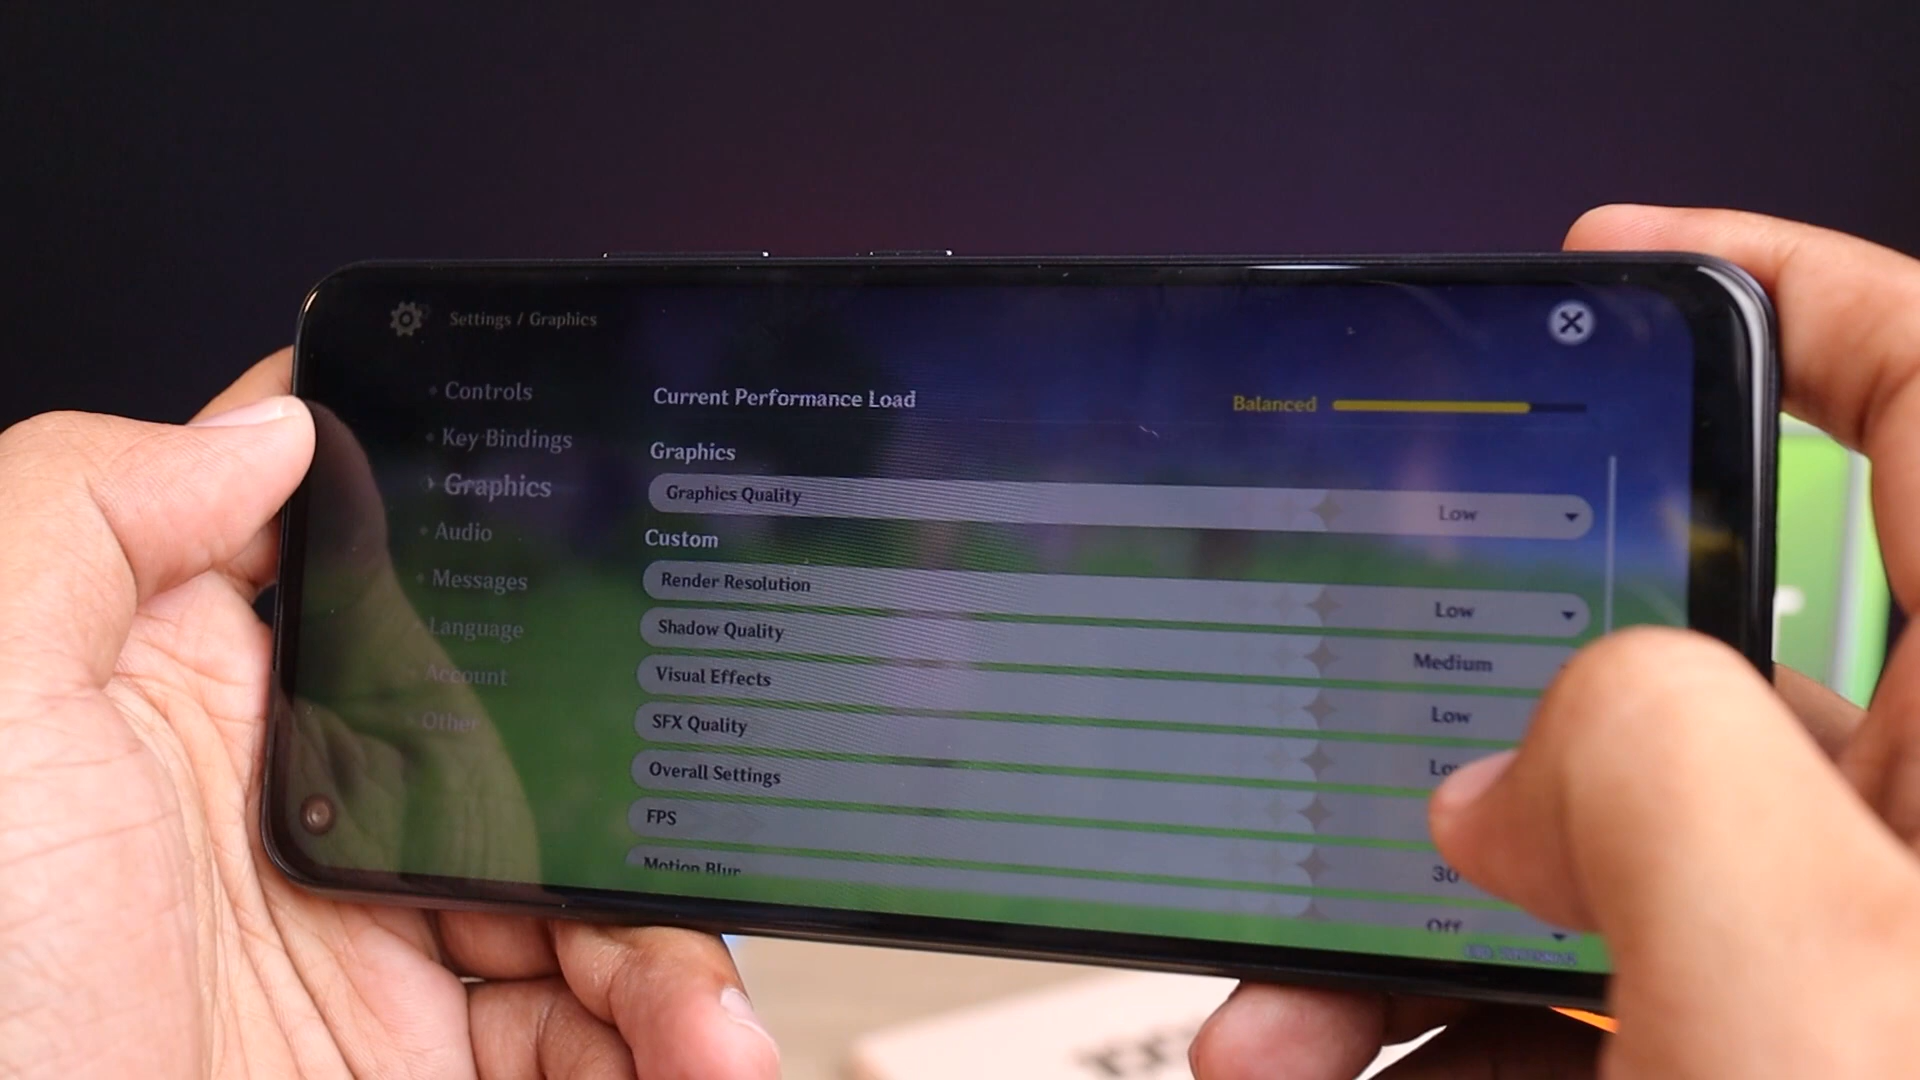 Settings / Graphics
Controls
Key Bindings
Graphics
Audio
Messages
Language
Account
Other
Current Performance Load
Balanced
Graphics
Graphics Quality
Low
Custom
Render Resolution
Low
Shadow Quality
Medium
Visual Effects
Low
SFX Quality
Overall Settings
FPS
30
Motion Blur
Off